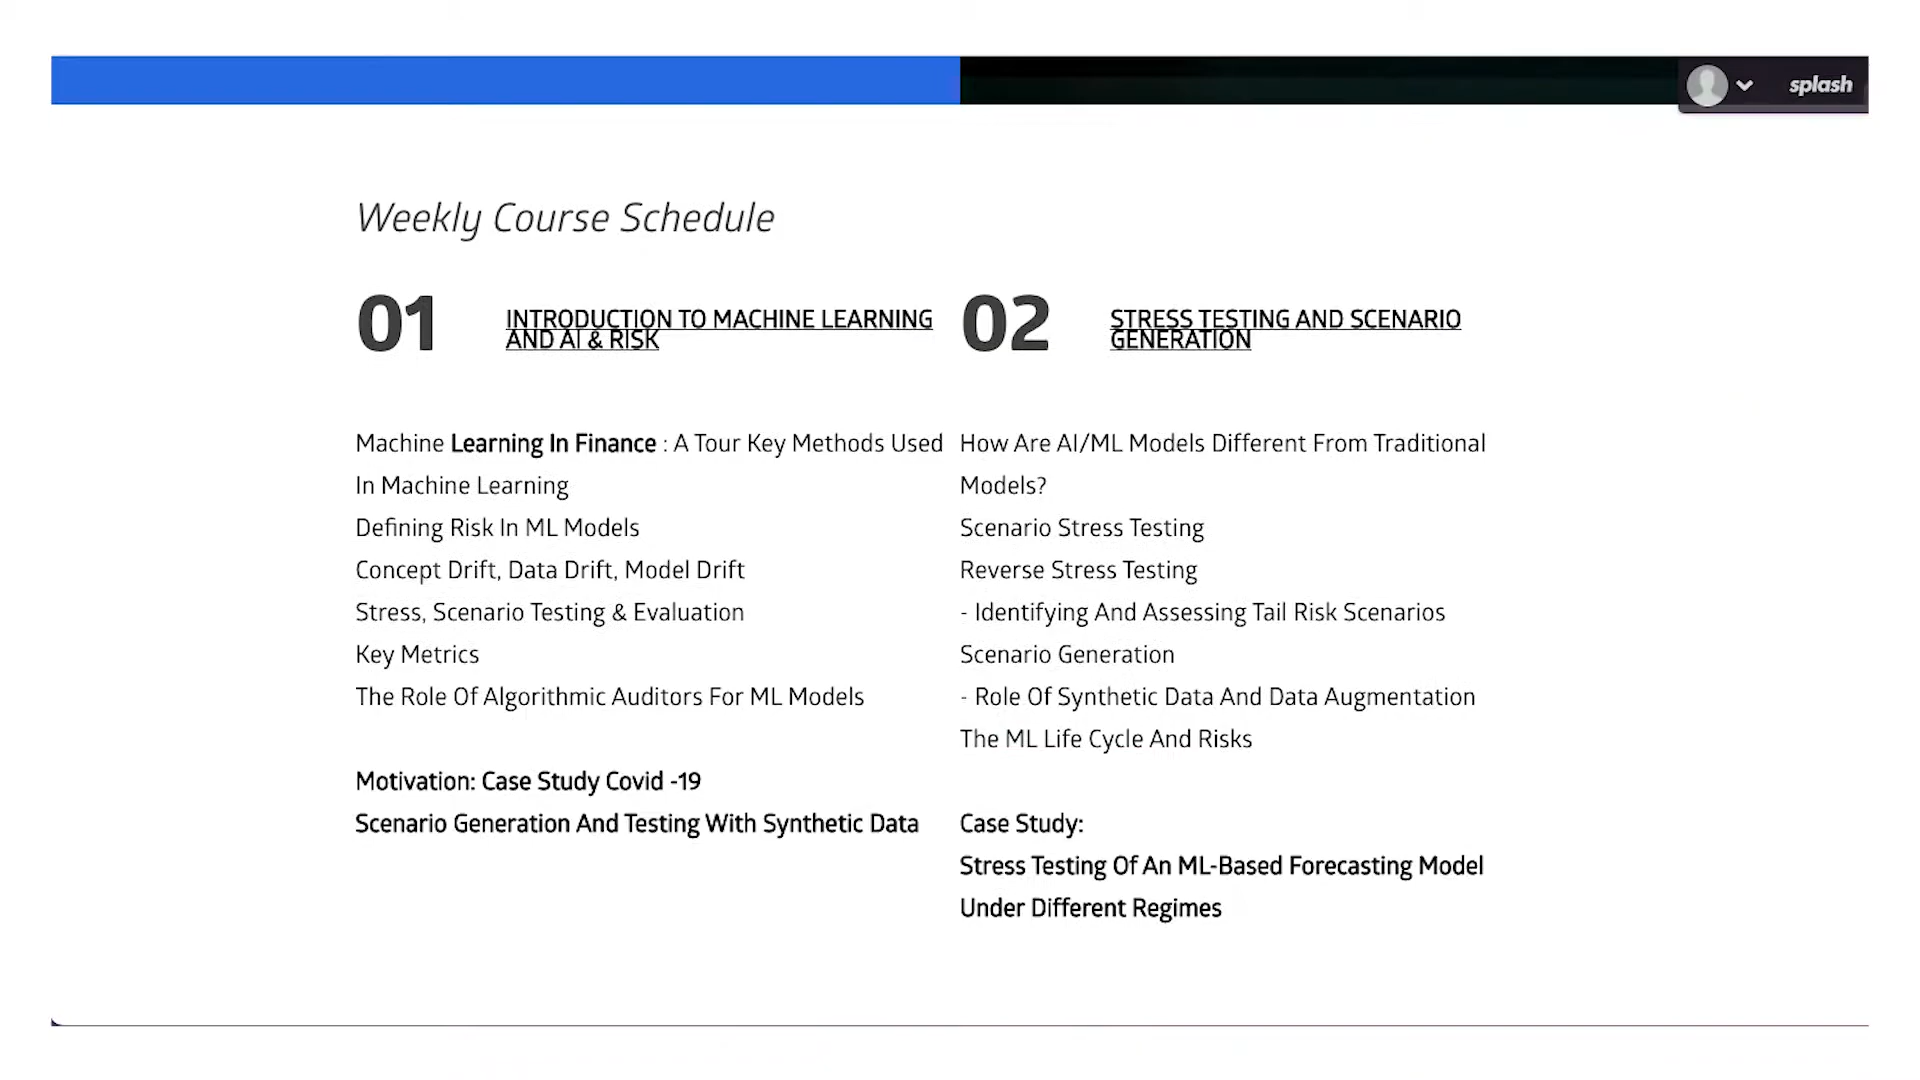 splash
Weekly Course Schedule
01
INTRODUCTION TO MACHINE LEARNING
AND AI & RISK
Machine Learning In Finance : A Tour Key Methods Used
In Machine Learning
Defining Risk In ML Models
Concept Drift, Data Drift, Model Drift
Stress, Scenario Testing & Evaluation
Key Metrics
The Role Of Algorithmic Auditors For ML Models
Motivation: Case Study Covid -19
Scenario Generation And Testing With Synthetic Data
02
STRESS TESTING AND SCENARIO
GENERATION
How Are AI/ML Models Different From Traditional
Models?
Scenario Stress Testing
Reverse Stress Testing
- Identifying And Assessing Tail Risk Scenarios
Scenario Generation
- Role Of Synthetic Data And Data Augmentation
The ML Life Cycle And Risks
Case Study:
Stress Testing Of An ML-Based Forecasting Model
Under Different Regimes